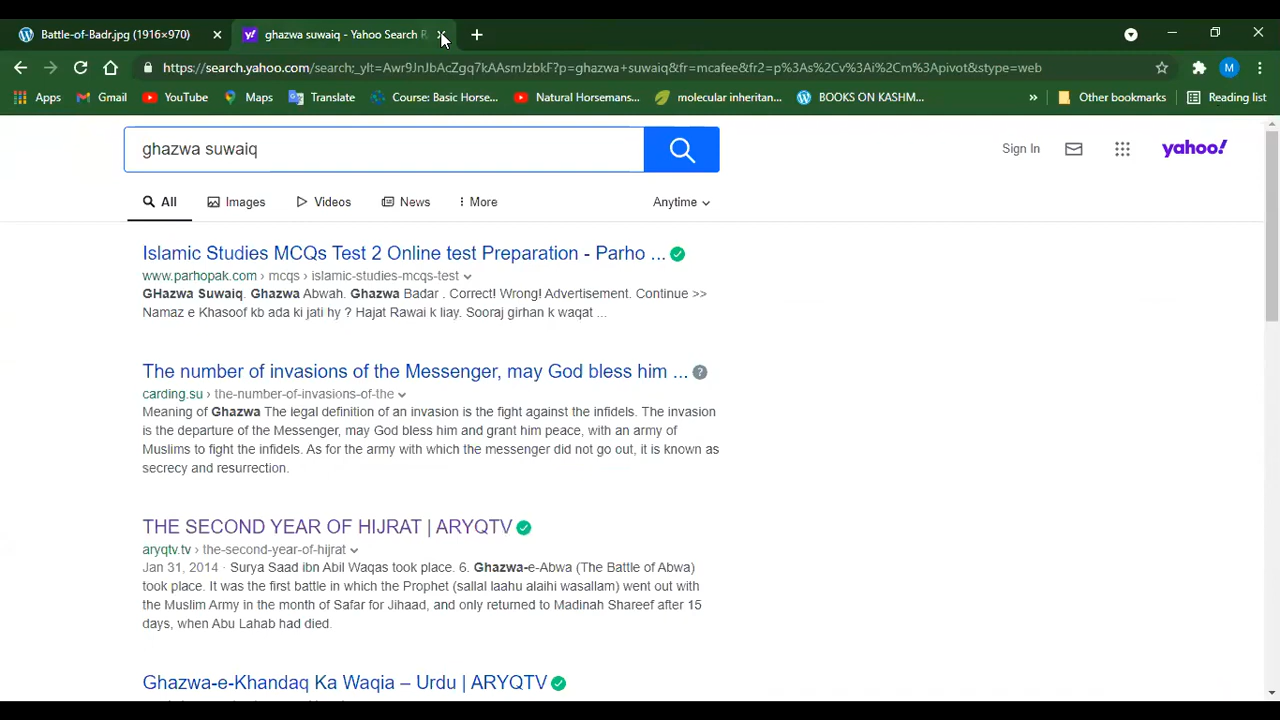 Battle-of-Badr.jpg (1916×970)
ghazwa suwaiq - Yahoo Search R
https://search.yahoo.com/search;_ylt=Awr9JnJbAcZgq7kAAsmJzbkF?p=ghazwa+suwaiq&fr=mcafee&fr2=p%3As%2Cv%3Ai%2Cm%3Apivot&stype=web
M
Apps
Gmail
YouTube
Maps
Translate
Course: Basic Horse...
Natural Horsemans...
molecular inheritan...
BOOKS ON KASHM...
»
Other bookmarks
Reading list
ghazwa suwaiq
Sign In
yahoo!
All
Images
Videos
News
More
Anytime
Islamic Studies MCQs Test 2 Online test Preparation - Parho ...
www.parhopak.com › mcqs › islamic-studies-mcqs-test
GHazwa Suwaiq. Ghazwa Abwah. Ghazwa Badar . Correct! Wrong! Advertisement. Continue >>
Namaz e Khasoof kb ada ki jati hy ? Hajat Rawai k liay. Sooraj girhan k waqat ...
The number of invasions of the Messenger, may God bless him ...
carding.su › the-number-of-invasions-of-the
Meaning of Ghazwa The legal definition of an invasion is the fight against the infidels. The invasion
is the departure of the Messenger, may God bless him and grant him peace, with an army of
Muslims to fight the infidels. As for the army with which the messenger did not go out, it is known as
secrecy and resurrection.
THE SECOND YEAR OF HIJRAT | ARYQTV
aryqtv.tv › the-second-year-of-hijrat
Jan 31, 2014 · Surya Saad ibn Abil Waqas took place. 6. Ghazwa-e-Abwa (The Battle of Abwa)
took place. It was the first battle in which the Prophet (sallal laahu alaihi wasallam) went out with
the Muslim Army in the month of Safar for Jihaad, and only returned to Madinah Shareef after 15
days, when Abu Lahab had died.
Ghazwa-e-Khandaq Ka Waqia – Urdu | ARYQTV